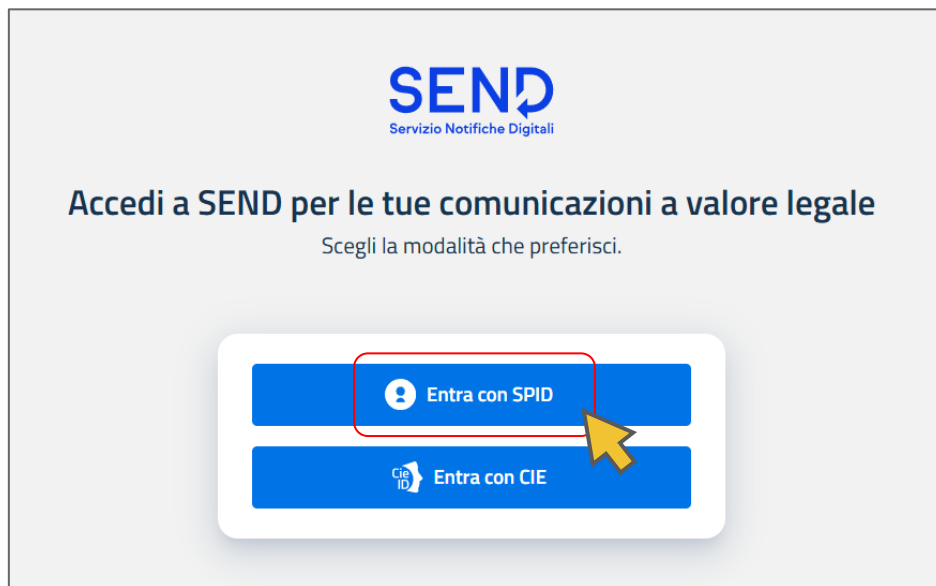 SEND
Servizio Notifiche Digitali
Accedi a SEND per le tue comunicazioni a valore legale
Scegli la modalità che preferisci.
Entra con SPID
Cie
ID
Entra con CIE